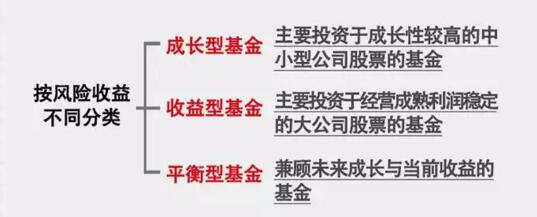 按风险收益
不同分类
成长型基金
主要投资于成长性较高的中
小型公司股票的基金
收益型基金
主要投资于经营成熟利润稳定
的大公司股票的基金
平衡型基金
兼顾未来成长与当前收益的
基金